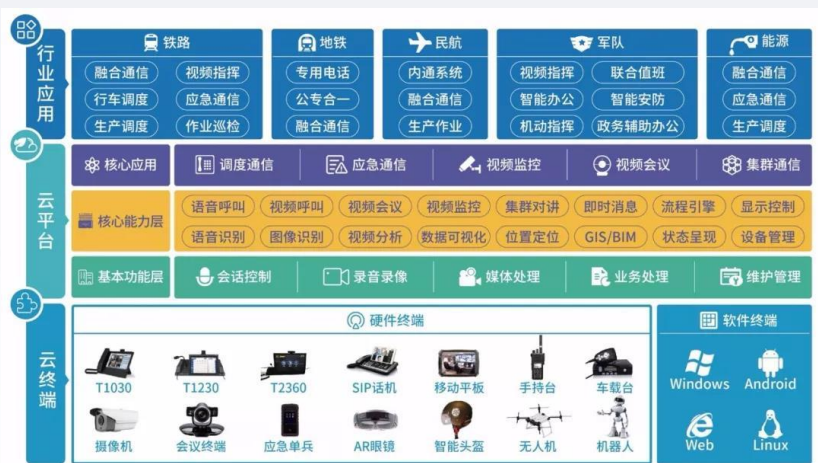 行业应用
铁路
融合通信 视频指挥
行车调度 应急通信
生产调度 作业巡检
地铁
专用电话
公专合一
融合通信
民航
内通系统
融合通信
生产作业
军队
视频指挥 联合值班
智能办公 智能安防
机动指挥 政务辅助办公
能源
融合通信
应急通信
生产调度
云平台
核心应用 调度通信 应急通信 视频监控 视频会议 集群通信
核心能力层
语音呼叫 视频呼叫 视频会议 视频监控 集群对讲 即时消息 流程引擎 显示控制
语音识别 图像识别 视频分析 数据可视化 位置定位 GIS/BIM 状态呈现 设备管理
基本功能层 会话控制 录音录像 媒体处理 业务处理 维护管理
云终端
硬件终端
T1030 T1230 T2360 SIP话机 移动平板 手持台 车载台
摄像机 会议终端 应急单兵 AR眼镜 智能头盔 无人机 机器人
软件终端
Windows Android
Web Linux